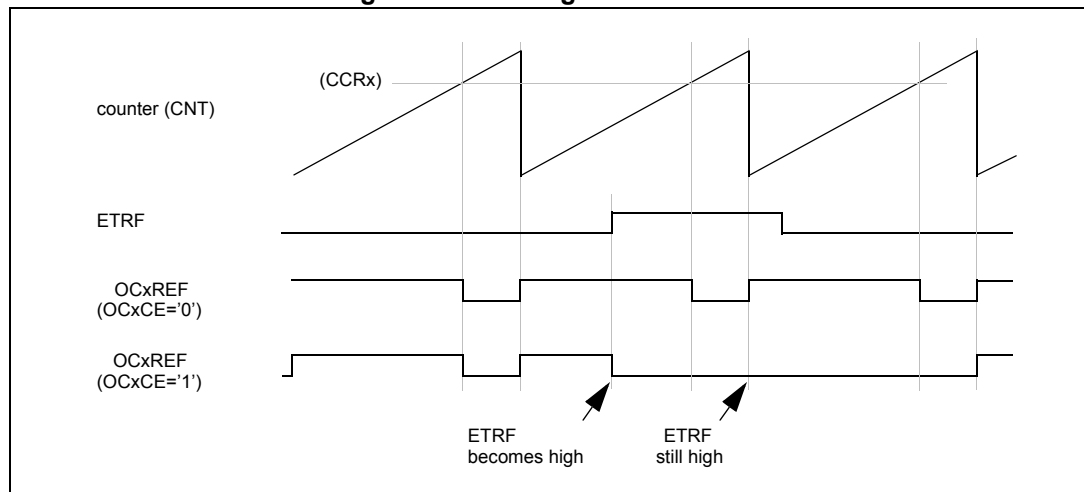 (CCRx)
counter (CNT)
ETRF
OCxREF
(OCxCE='0')
OCxREF
(OCxCE='1')
ETRF
becomes high
ETRF
still high